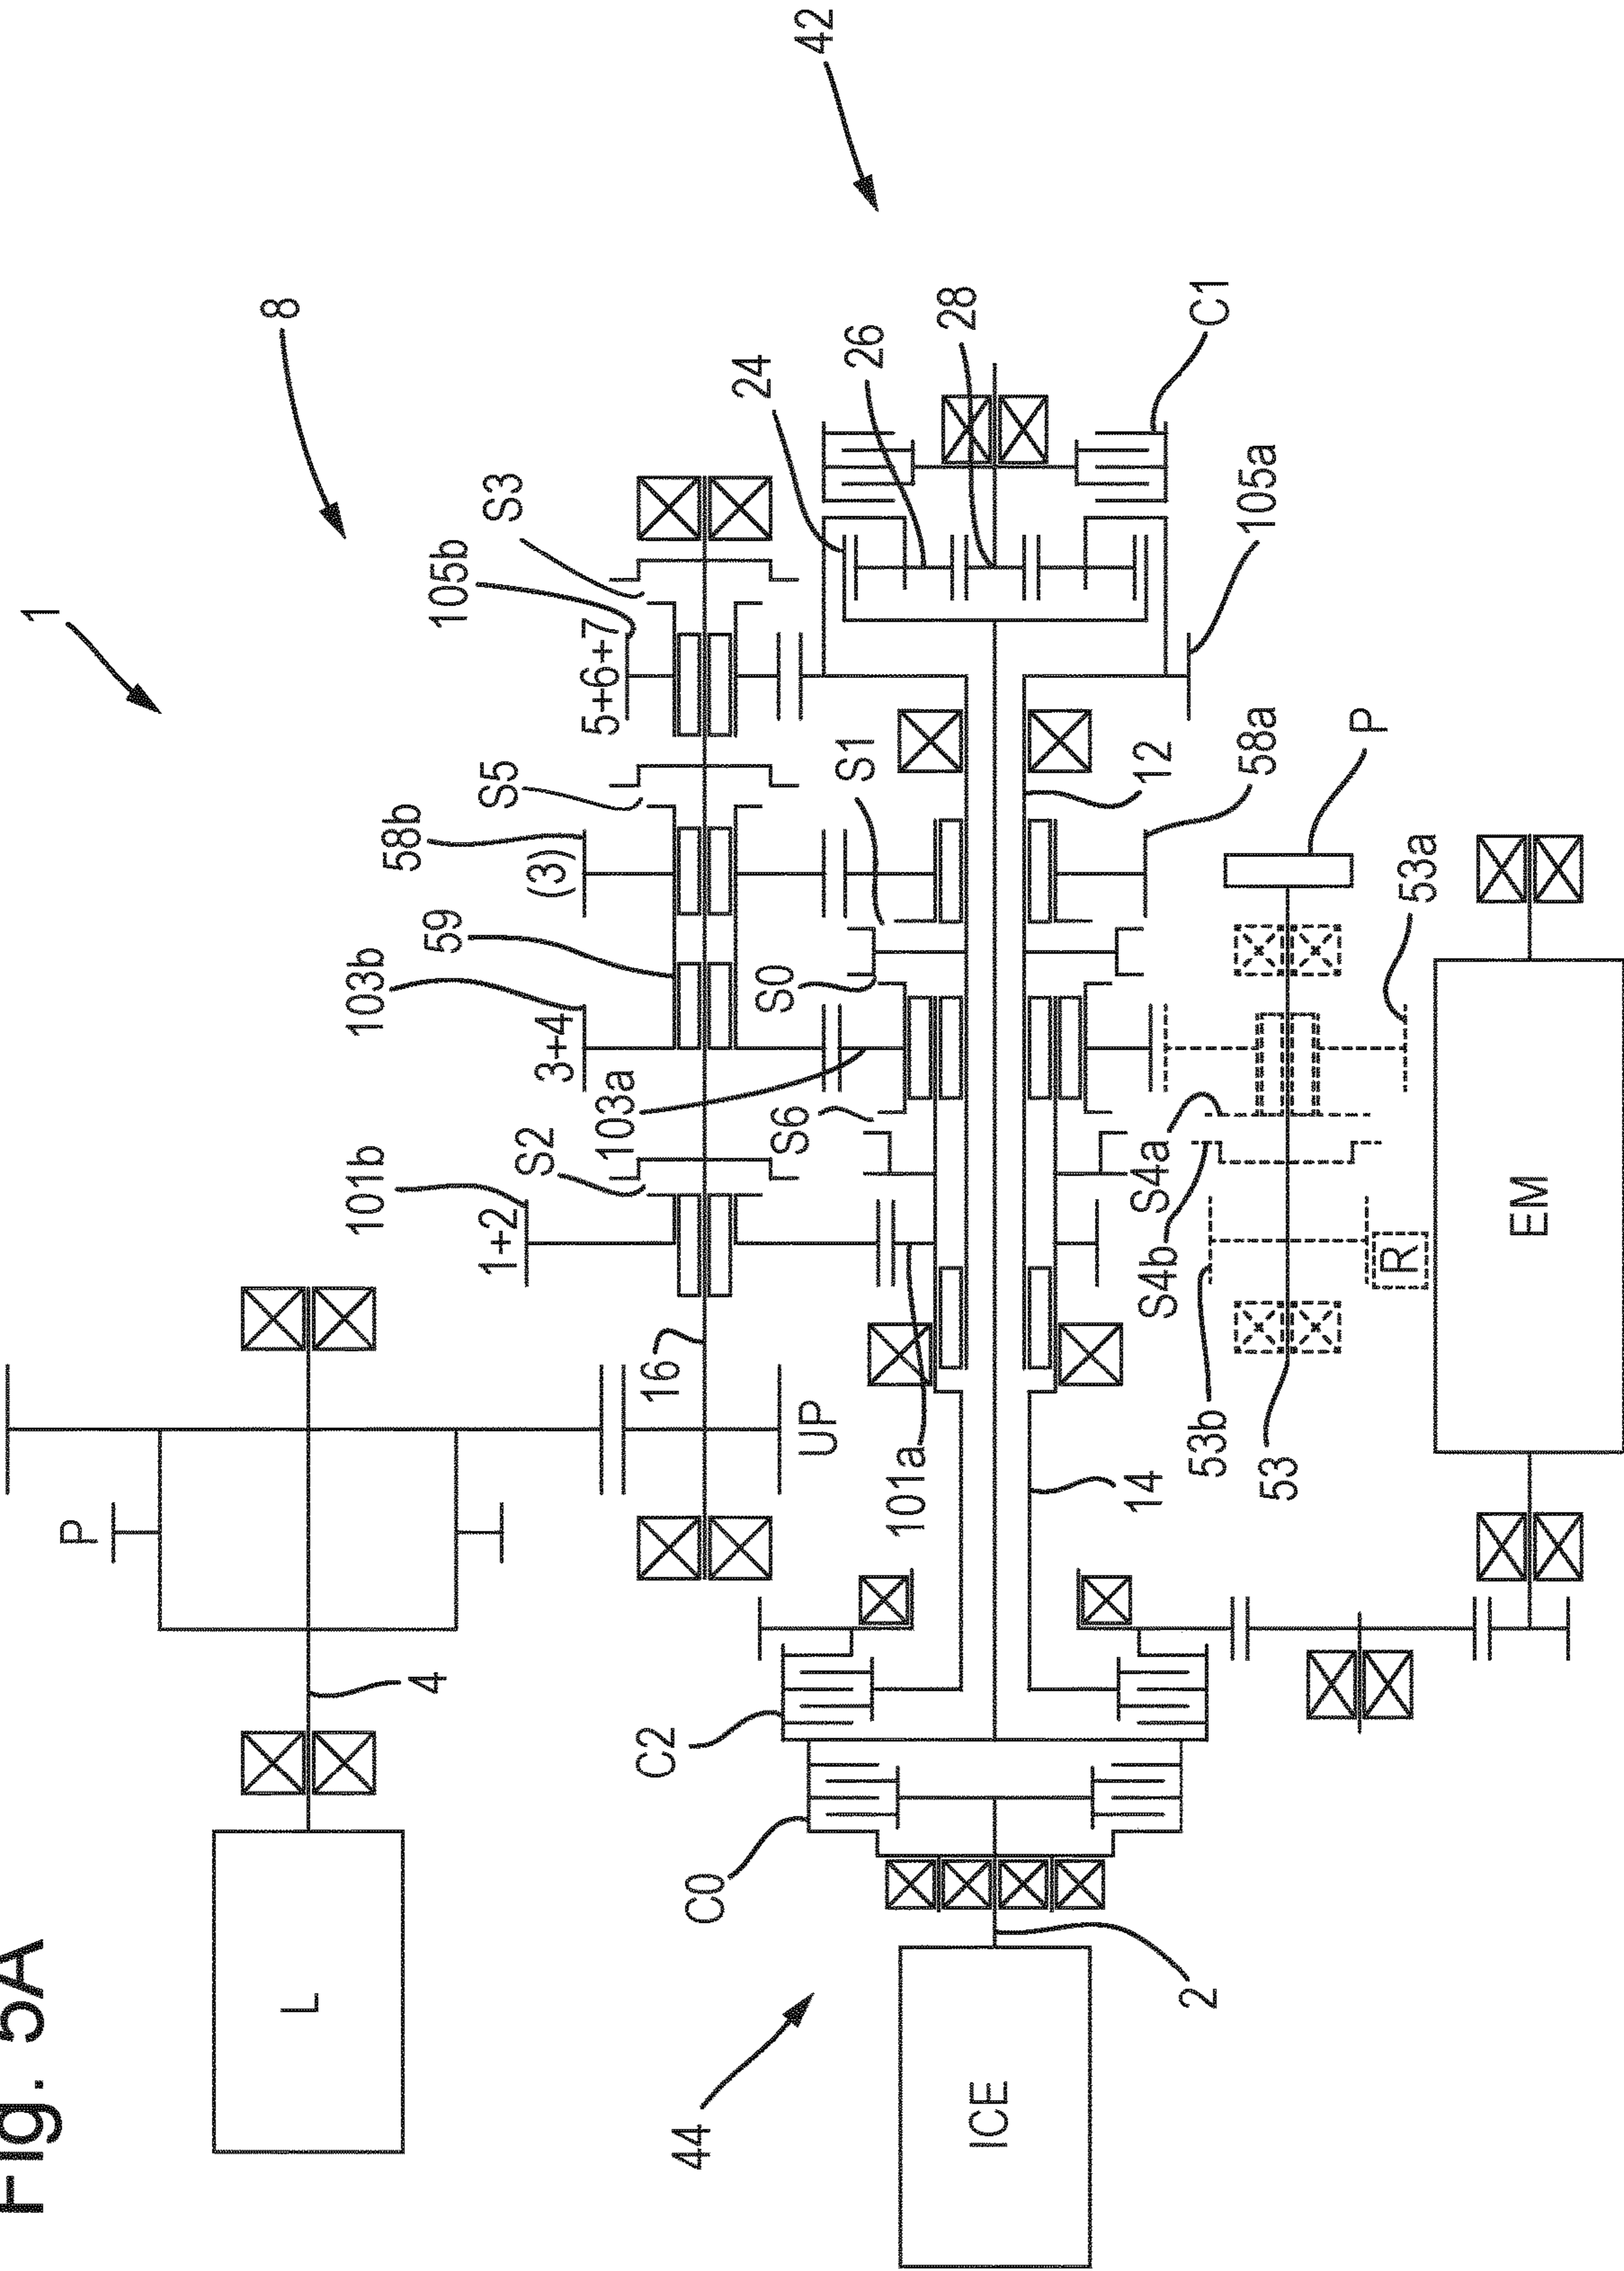 Fig. 5A
1
8
42
L
4
P
UP
16
101b
1+2
S2
103b
3+4
59
58b
(3)
S5
105b
5+6+7
S3
24
26
28
C1
105a
44
ICE
2
C0
C2
14
101a
103a
S6
S0
S1
12
58a
P
53
53b
S4b
S4a
53a
R
EM